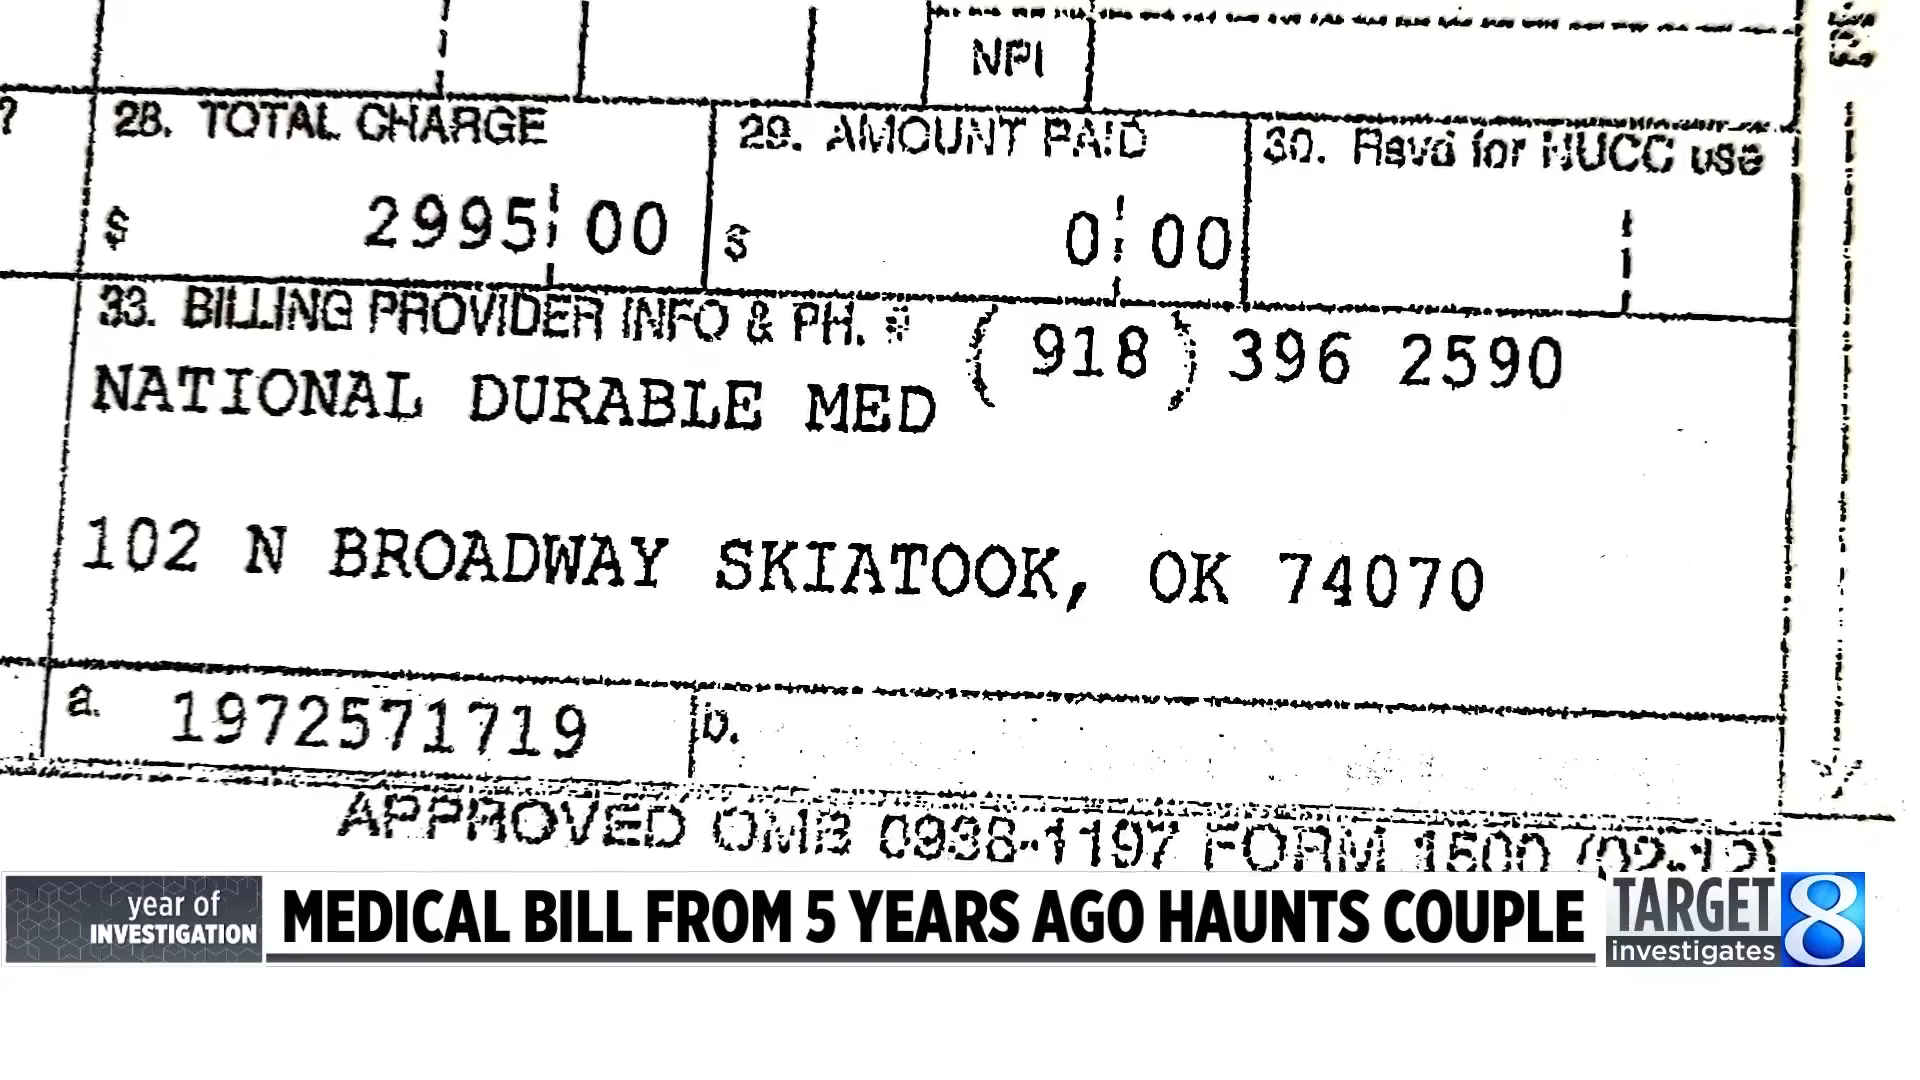 NPI
28. TOTAL CHARGE
29. AMOUNT PAID
30. Rsvd for NUCC use
$ 2995 00
$ 0 00
33. BILLING PROVIDER INFO & PH. #
(918) 396 2590
NATIONAL DURABLE MED
102 N BROADWAY SKIATOOK, OK 74070
a. 1972571719
b.
APPROVED OMB 0938-1197 FORM 1500 (02-12)
year of
INVESTIGATION
MEDICAL BILL FROM 5 YEARS AGO HAUNTS COUPLE
TARGET 8
investigates